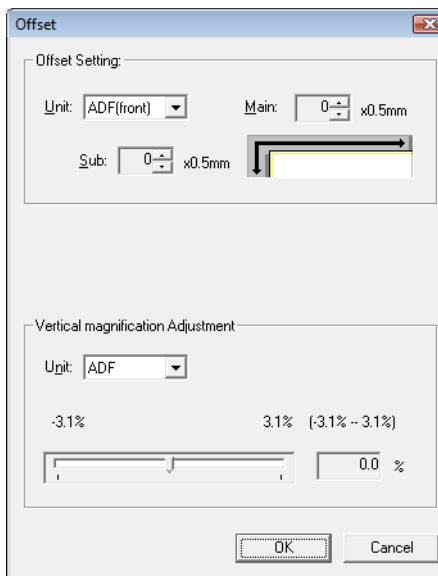 Offset
Offset Setting:
Unit: ADF(front) Main: 0 x0.5mm
Sub: 0 x0.5mm
Vertical magnification Adjustment
Unit: ADF
-3.1% 3.1% (-3.1% -- 3.1%)
0.0 %
OK Cancel